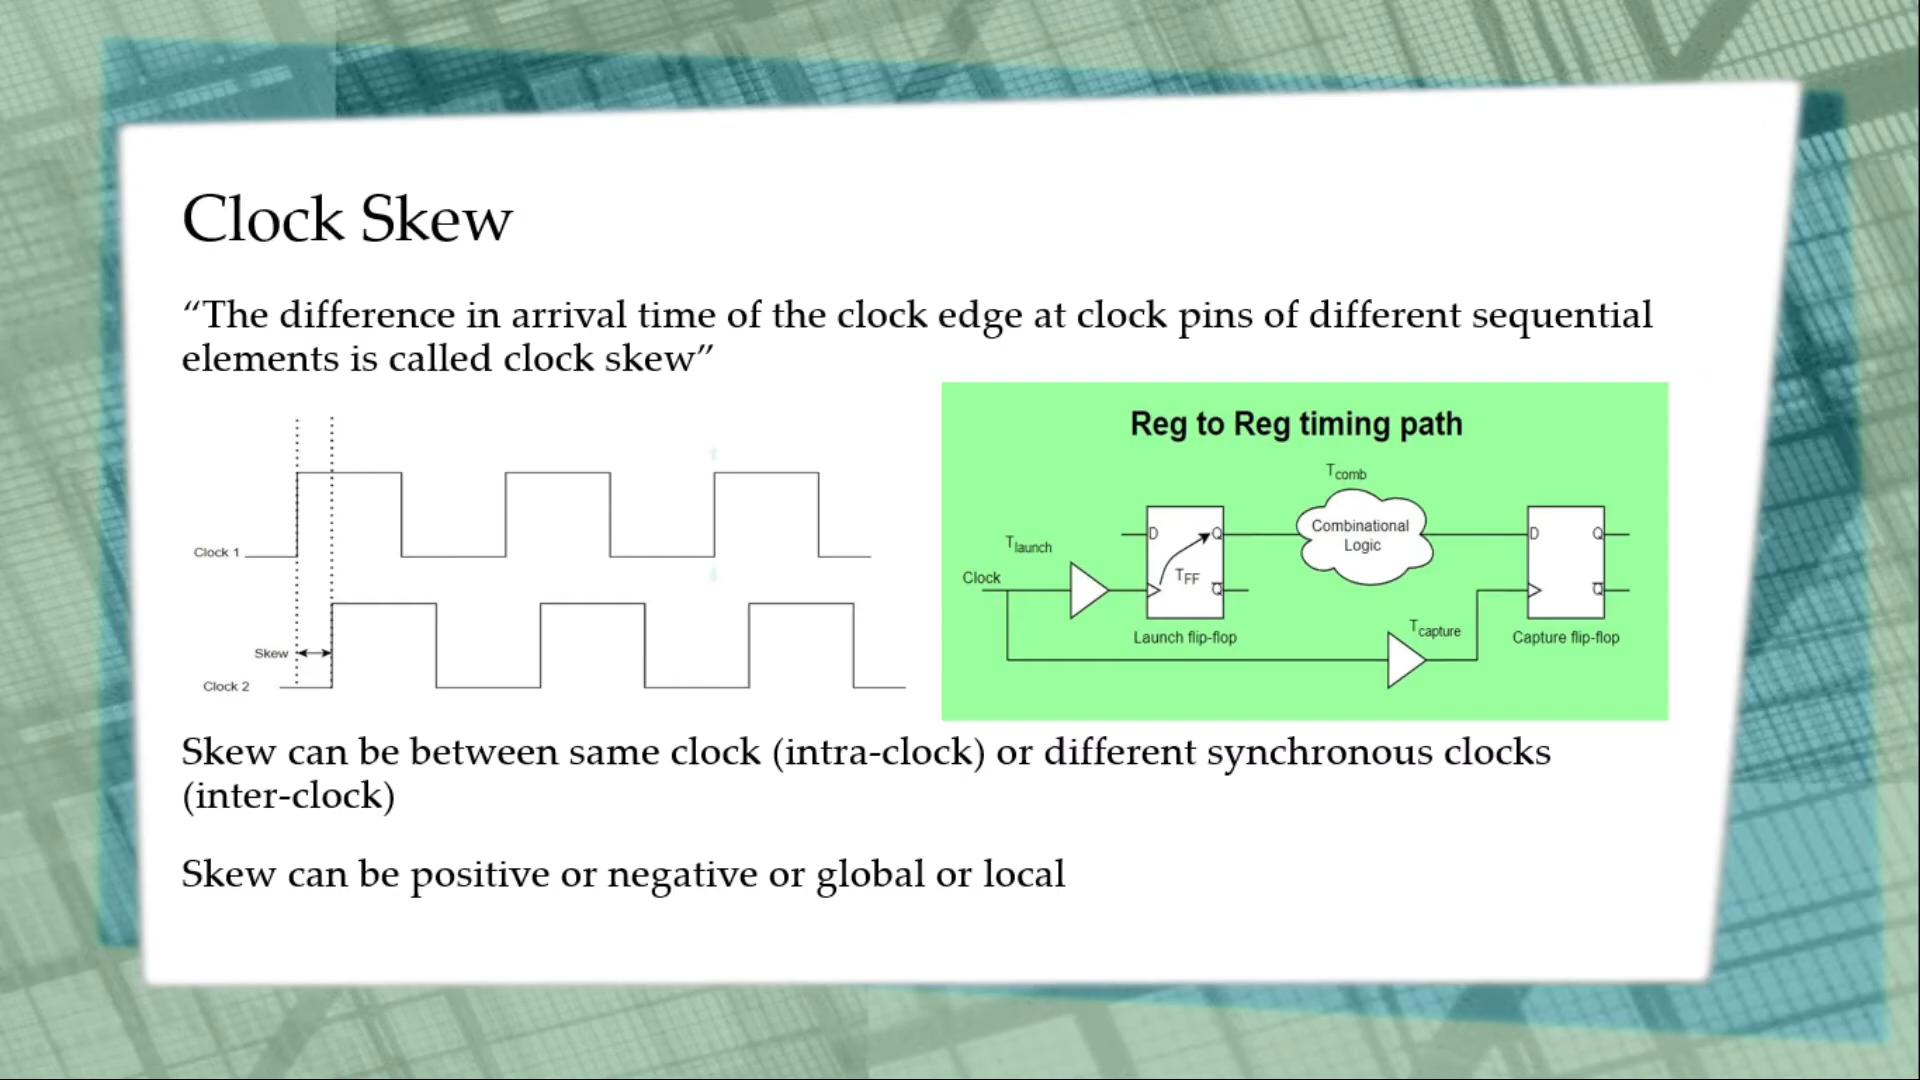 Clock Skew
“The difference in arrival time of the clock edge at clock pins of different sequential
elements is called clock skew”
Clock 1
Skew
Clock 2
Reg to Reg timing path
Tcomb
Combinational
Logic
Tlaunch
Clock
D
Q
TFF
Q̅
Launch flip-flop
Tcapture
D
Q
Q̅
Capture flip-flop
Skew can be between same clock (intra-clock) or different synchronous clocks
(inter-clock)
Skew can be positive or negative or global or local